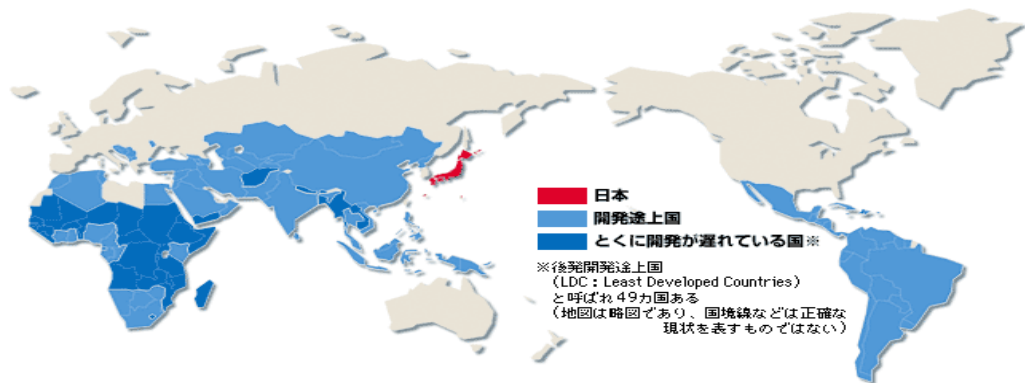 日本
開発途上国
とくに開発が遅れている国※
※後発開発途上国
(LDC：Least Developed Countries)
と呼ばれ49カ国ある
(地図は略図であり、国境線などは正確な
現状を表すものではない)